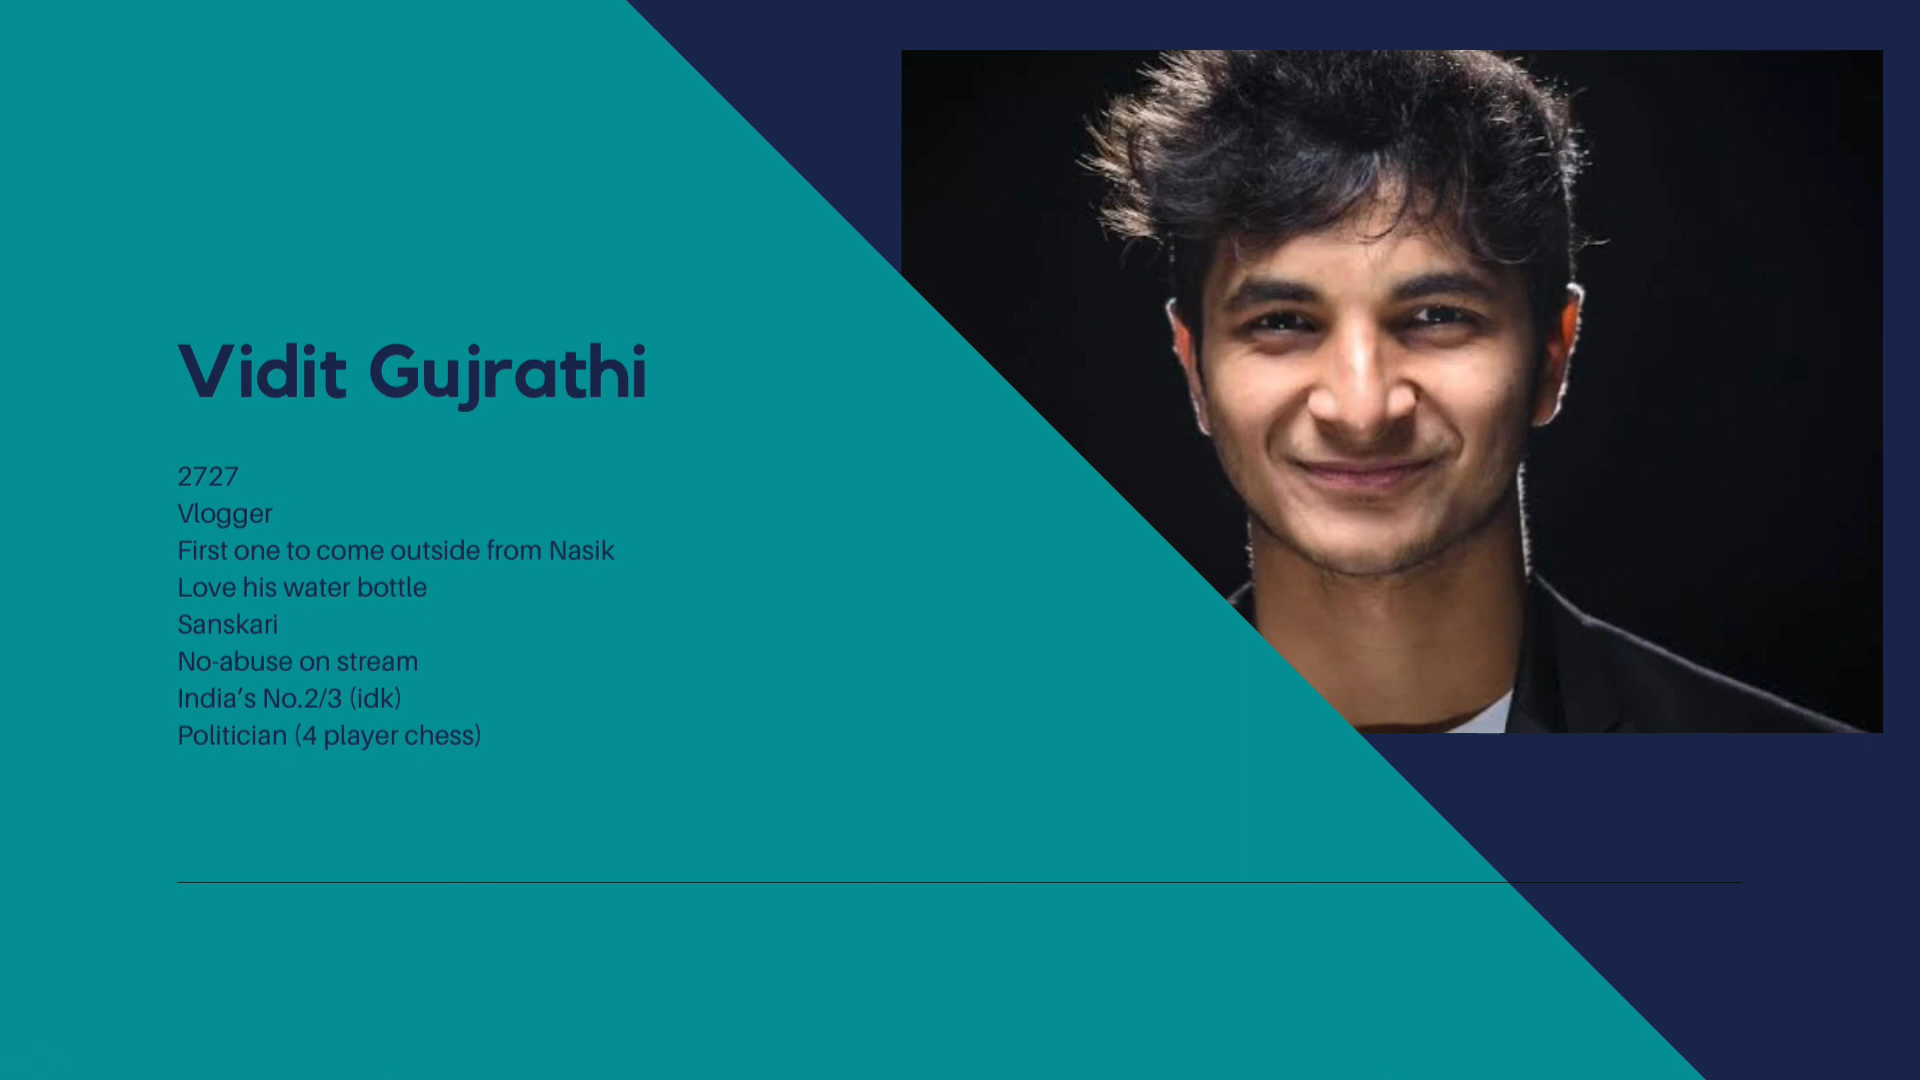 Vidit Gujrathi
2727
Vlogger
First one to come outside from Nasik
Love his water bottle
Sanskari
No-abuse on stream
India’s No.2/3 (idk)
Politician (4 player chess)